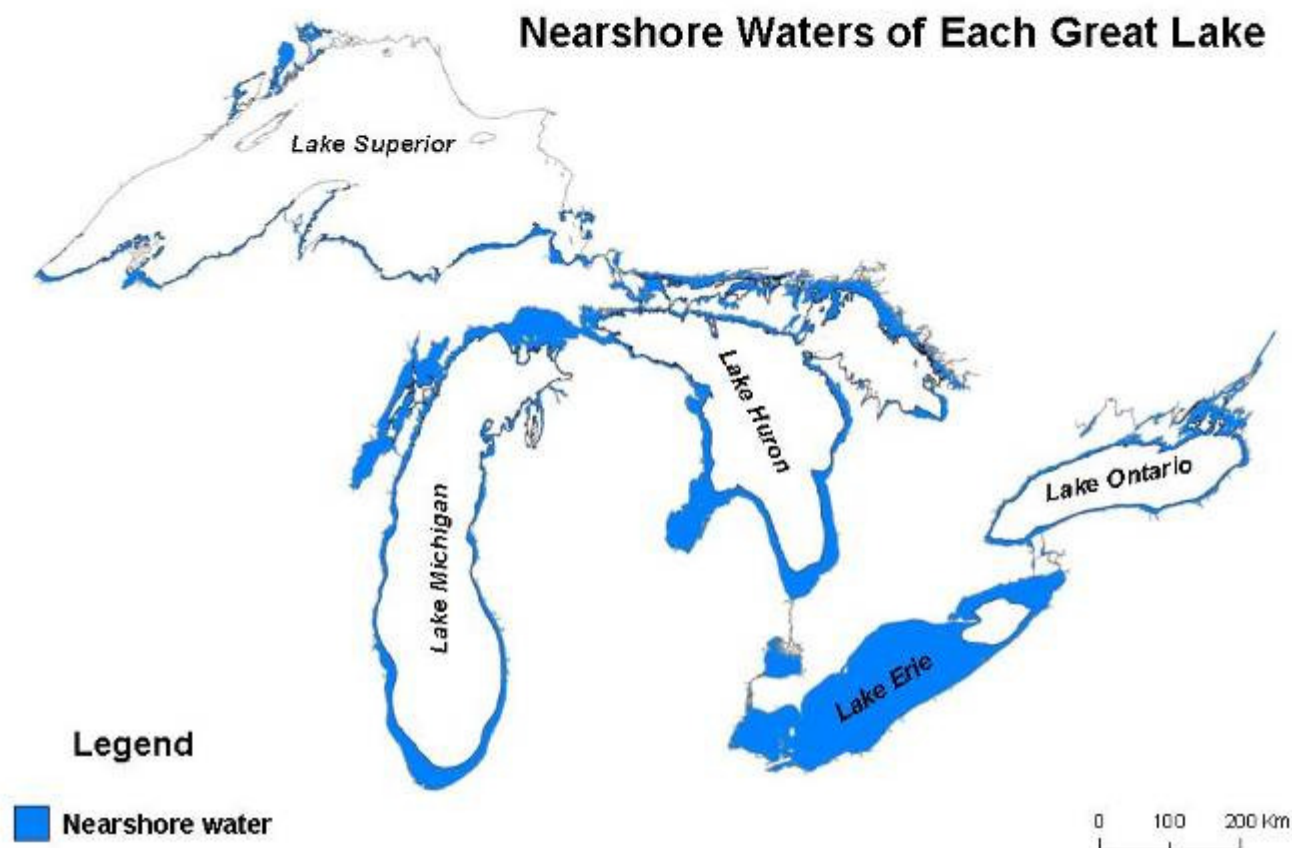 Nearshore Waters of Each Great Lake
Lake Superior
Lake Huron
Lake Ontario
Lake Michigan
Lake Erie
Legend
Nearshore water
0 100 200 Km